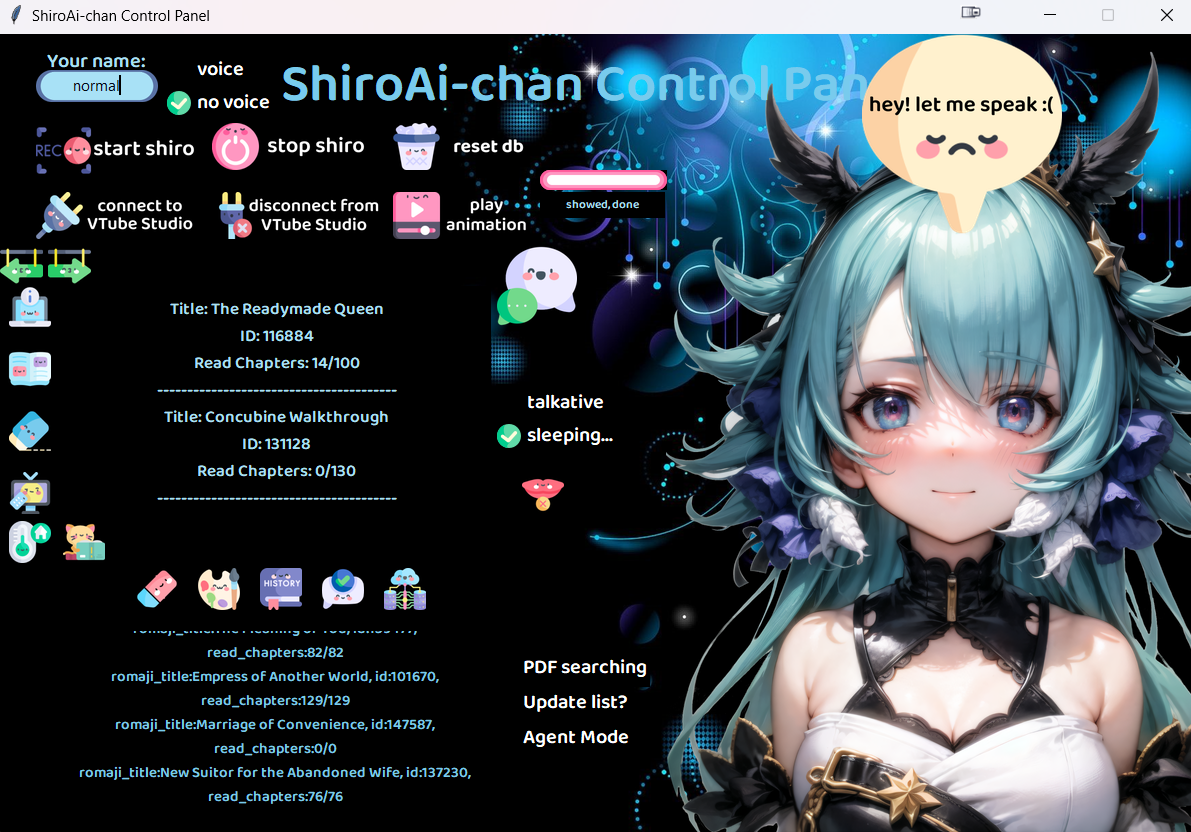 ShiroAi-chan Control Panel
Your name:
normal
voice
no voice
ShiroAi-chan Control Pan
hey! let me speak :(
REC
start shiro
stop shiro
reset db
connect to
VTube Studio
disconnect from
VTube Studio
play
animation
showed, done
Title: The Readymade Queen
ID: 116884
Read Chapters: 14/100
----------------------------------------
Title: Concubine Walkthrough
ID: 131128
Read Chapters: 0/130
----------------------------------------
talkative
sleeping...
HISTORY
read_chapters:82/82
romaji_title:Empress of Another World, id:101670,
read_chapters:129/129
romaji_title:Marriage of Convenience, id:147587,
read_chapters:0/0
romaji_title:New Suitor for the Abandoned Wife, id:137230,
read_chapters:76/76
PDF searching
Update list?
Agent Mode